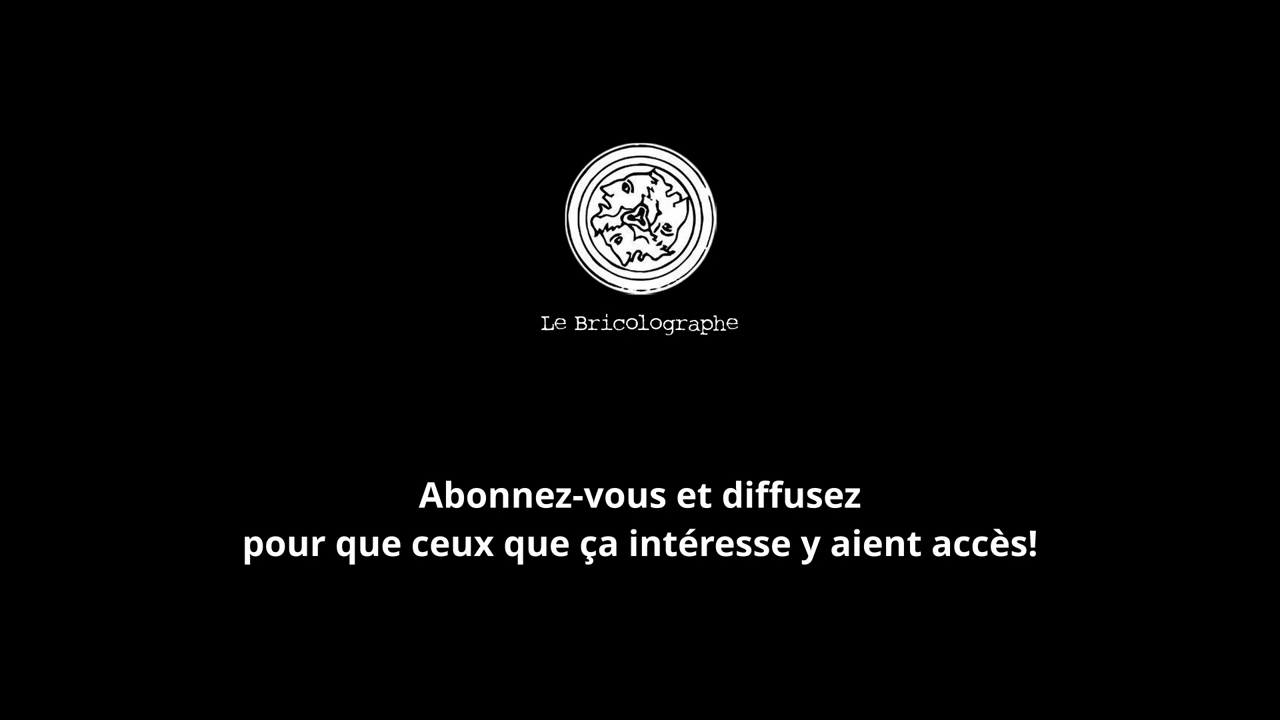 Le Bricolographe
Abonnez-vous et diffusez
pour que ceux que ça intéresse y aient accès!